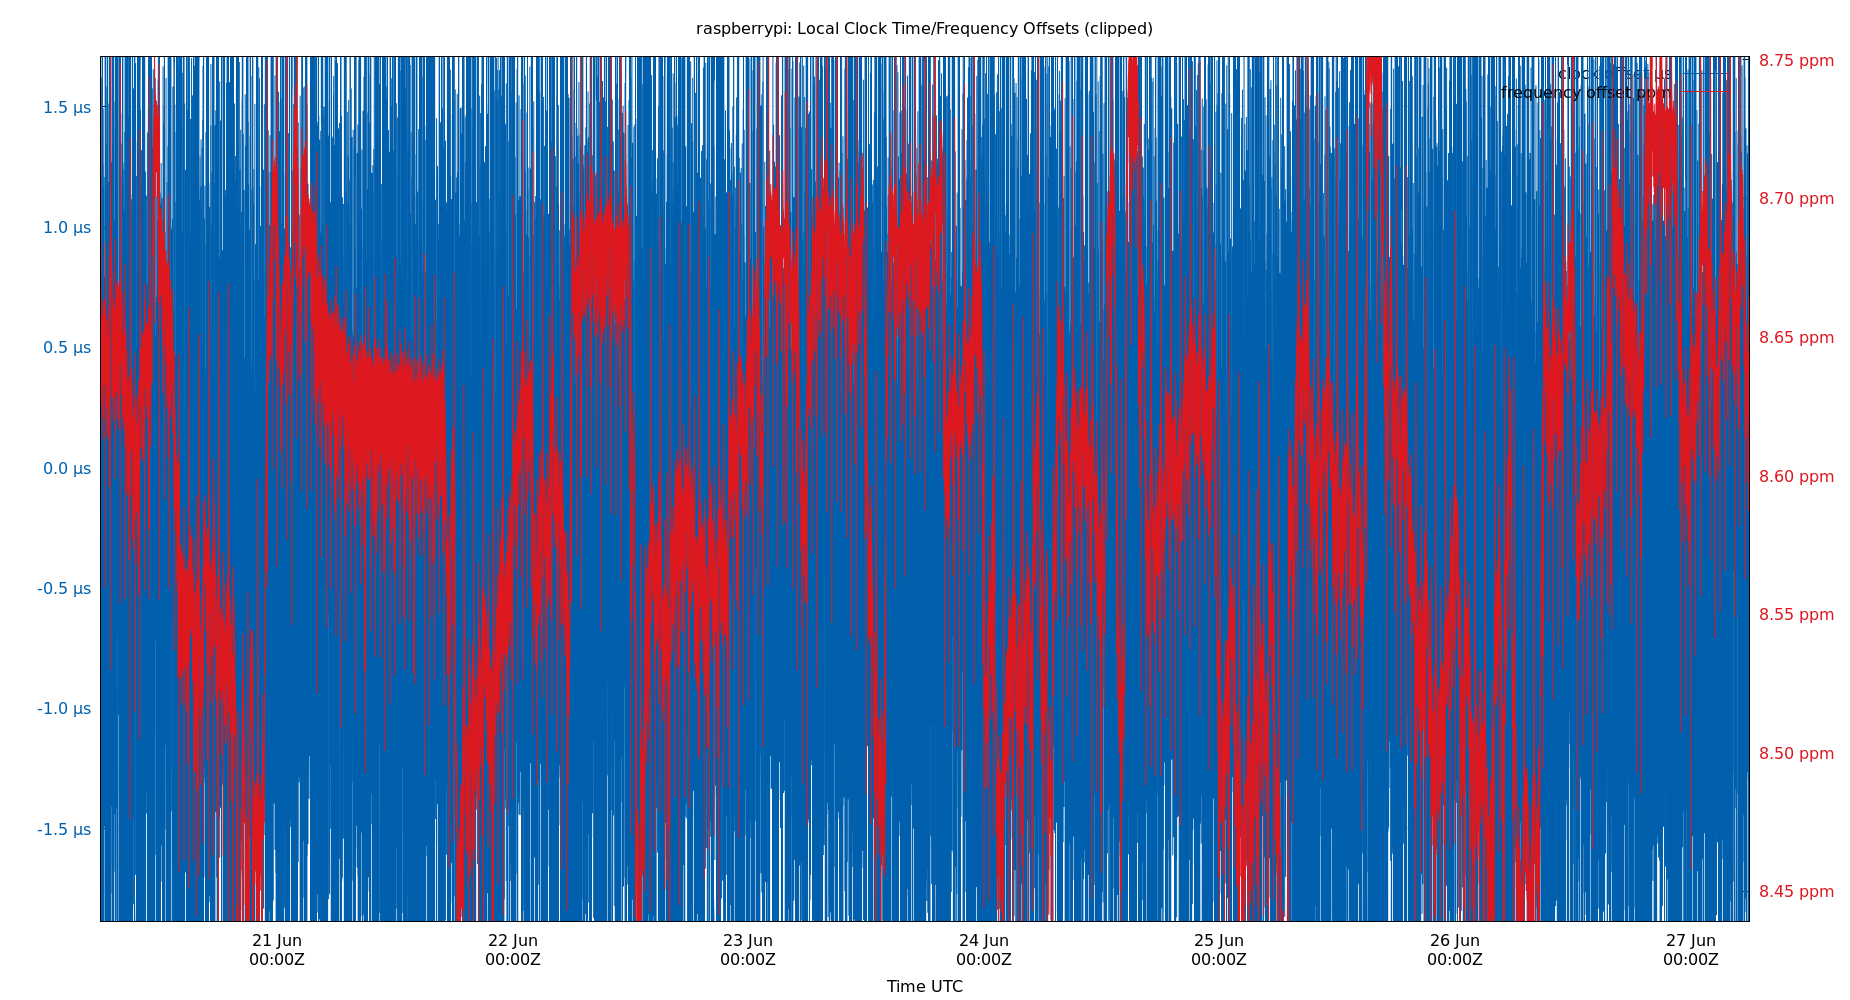 raspberrypi: Local Clock Time/Frequency Offsets (clipped)
clock offset µs
frequency offset ppm
1.5 µs
1.0 µs
0.5 µs
0.0 µs
-0.5 µs
-1.0 µs
-1.5 µs
8.75 ppm
8.70 ppm
8.65 ppm
8.60 ppm
8.55 ppm
8.50 ppm
8.45 ppm
21 Jun 22 Jun 23 Jun 24 Jun 25 Jun 26 Jun 27 Jun
00:00Z 00:00Z 00:00Z 00:00Z 00:00Z 00:00Z 00:00Z
Time UTC